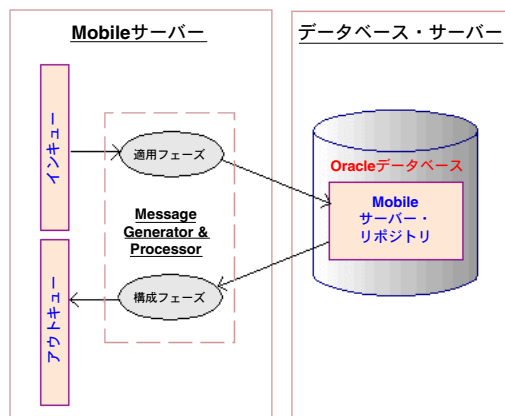 Mobileサーバー
データベース・サーバー
インキュー
適用フェーズ
Oracleデータベース
Mobile
サーバー・
リポジトリ
Message
Generator &
Processor
構成フェーズ
アウトキュー